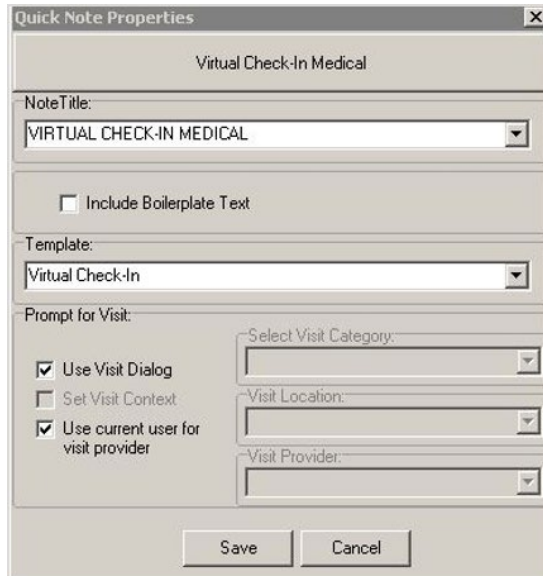 Quick Note Properties
Virtual Check-In Medical
NoteTitle:
VIRTUAL CHECK-IN MEDICAL
Include Boilerplate Text
Template:
Virtual Check-In
Prompt for Visit:
Use Visit Dialog
Set Visit Context
Use current user for
visit provider
Select Visit Category:
Visit Location:
Visit Provider:
Save
Cancel